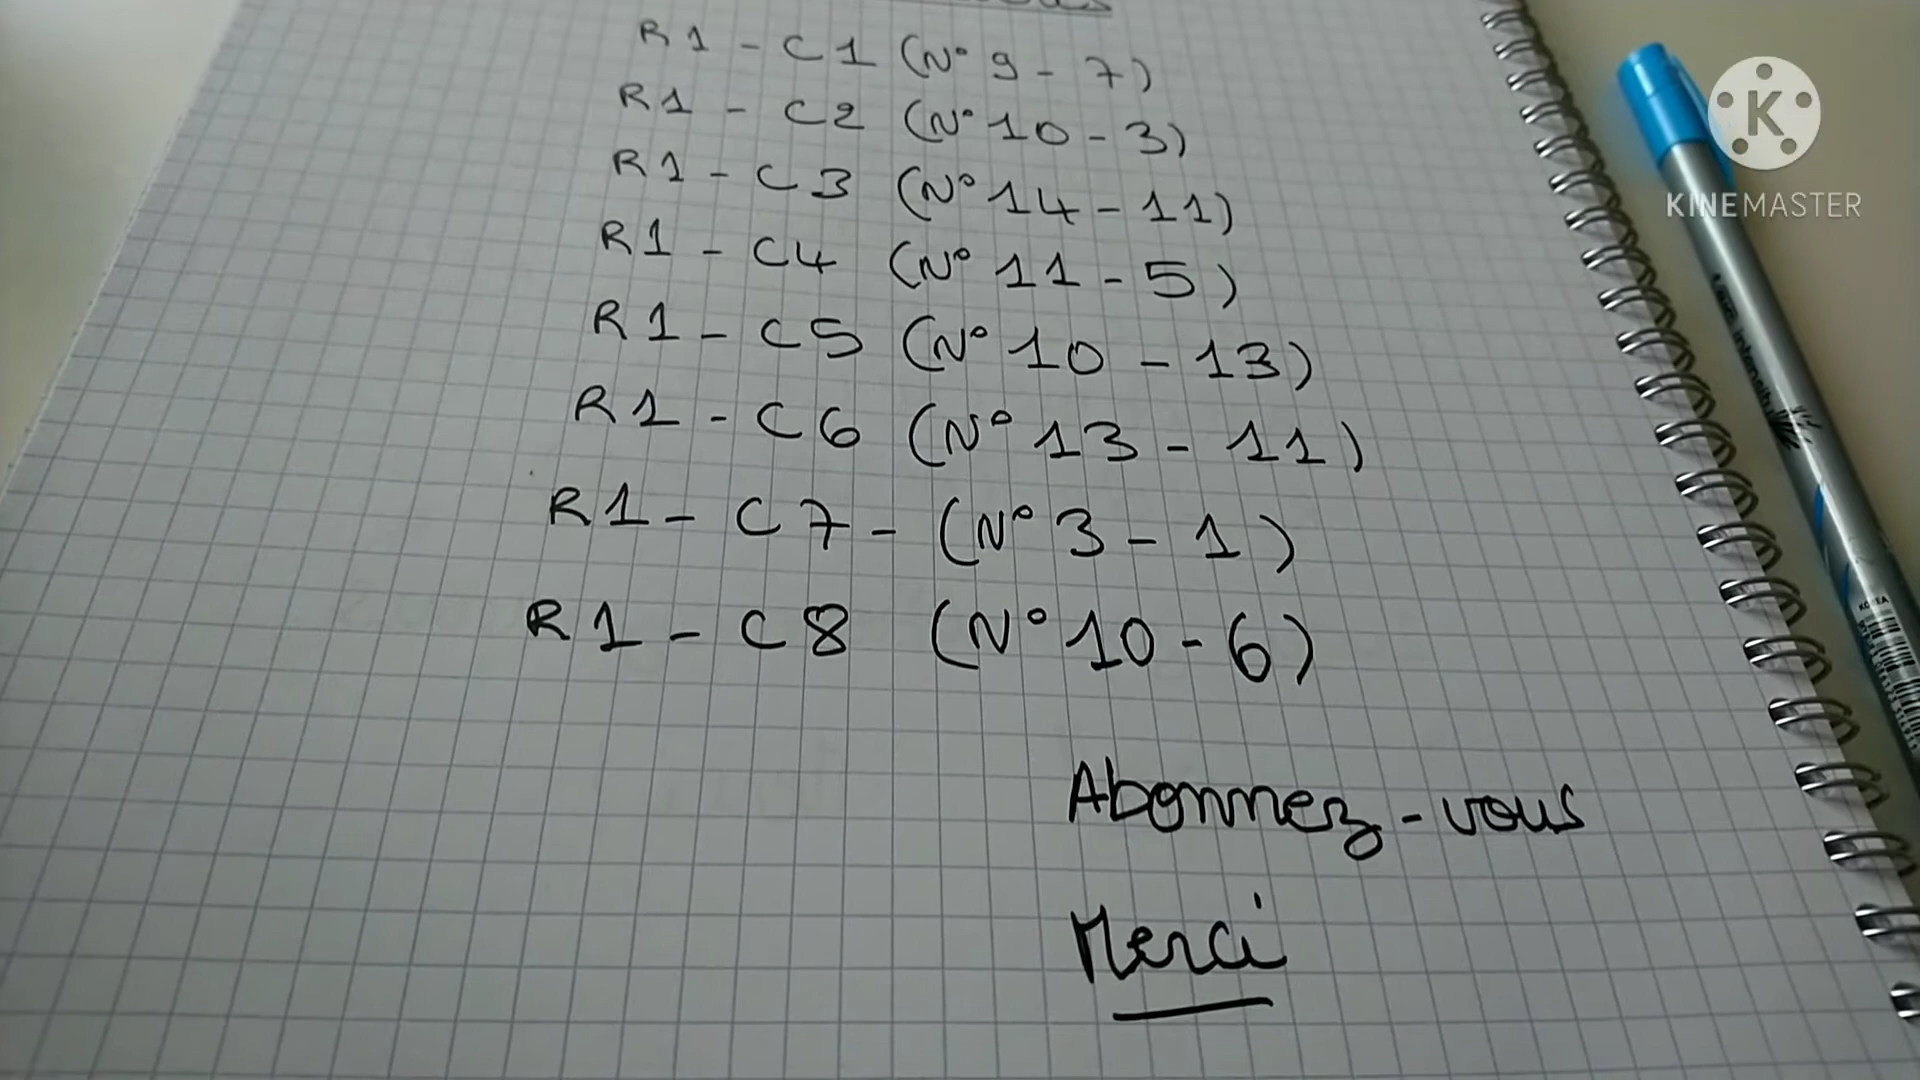 R1 - C1 (N° 9 - 7)
R1 - C2 (N° 10 - 3)
R1 - C3 (N° 14 - 11)
R1 - C4 (N° 11 - 5)
R1 - C5 (N° 10 - 13)
R1 - C6 (N° 13 - 11)
R1 - C7 - (N° 3 - 1)
R1 - C8 (N° 10 - 6)
Abonnez-vous
Merci
K
KINEMASTER